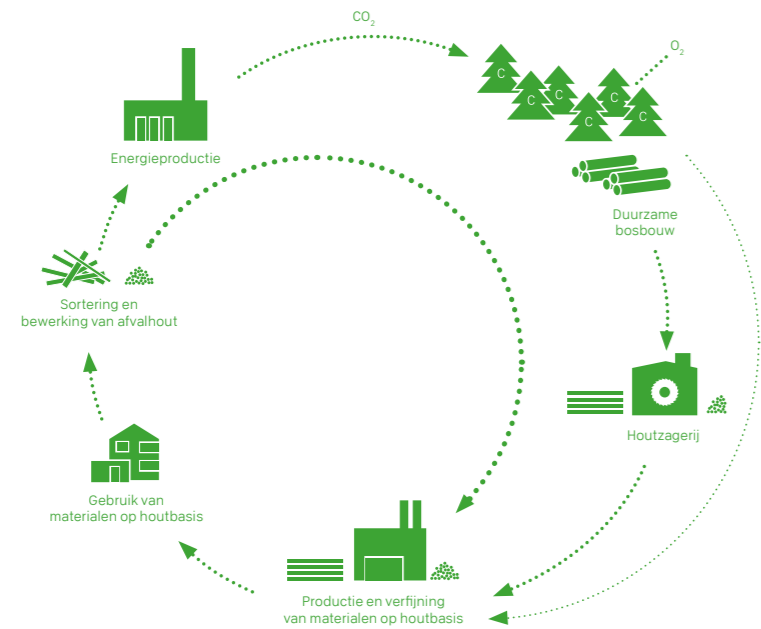 CO₂
O₂
C
C
C
C
C
C
Energieproductie
Duurzame
bosbouw
Sortering en
bewerking van afvalhout
Houtzagerij
Gebruik van
materialen op houtbasis
Productie en verfijning
van materialen op houtbasis